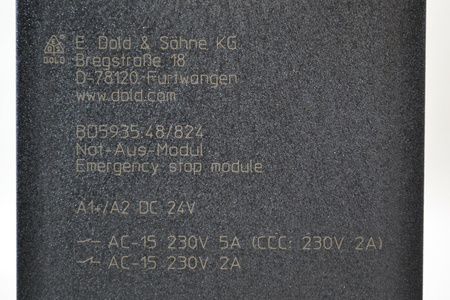 E. Dold & Söhne KG
DOLD
Bregstraße 18
D-78120 Furtwangen
www.dold.com
BD5935.48/824
Not-Aus-Modul
Emergency stop module
A1+/A2 DC 24V
AC-15 230V 5A (CCC: 230V 2A)
AC-15 230V 2A